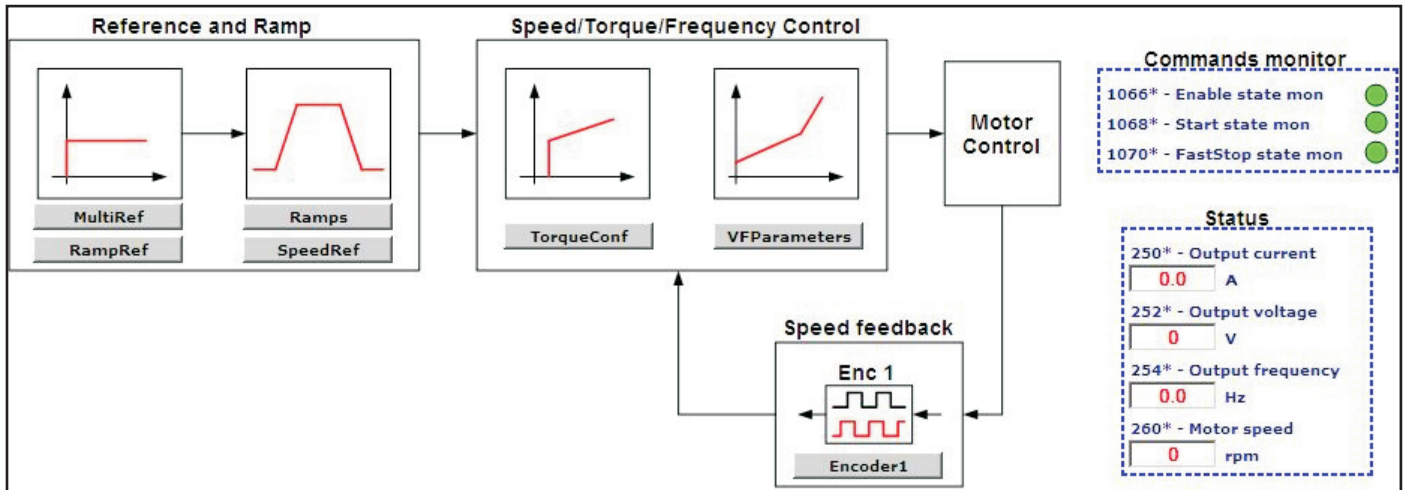 Reference and Ramp
MultiRef
RampRef
Ramps
SpeedRef
Speed/Torque/Frequency Control
TorqueConf
VFParameters
Motor
Control
Speed feedback
Enc 1
Encoder1
Commands monitor
1066* - Enable state mon
1068* - Start state mon
1070* - FastStop state mon
Status
250* - Output current
0.0 A
252* - Output voltage
0 V
254* - Output frequency
0.0 Hz
260* - Motor speed
0 rpm